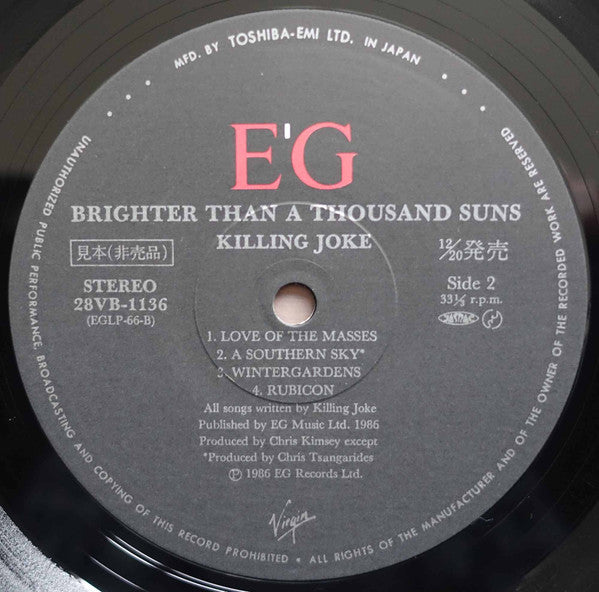 MFD. BY TOSHIBA-EMI LTD. IN JAPAN
E'G
BRIGHTER THAN A THOUSAND SUNS
KILLING JOKE
見本(非売品)
12/20発売
STEREO
28VB-1136
(EGLP-66-B)
Side 2
33⅓ r.p.m.
JASRAC
1. LOVE OF THE MASSES
2. A SOUTHERN SKY*
3. WINTERGARDENS
4. RUBICON
All songs written by Killing Joke
Published by EG Music Ltd. 1986
Produced by Chris Kimsey except
*Produced by Chris Tsangarides
℗ 1986 EG Records Ltd.
Virgin
UNAUTHORIZED PUBLIC PERFORMANCE, BROADCASTING AND COPYING OF THIS RECORD PROHIBITED • ALL RIGHTS OF THE MANUFACTURER AND OF THE OWNER OF THE RECORDED WORK ARE RESERVED